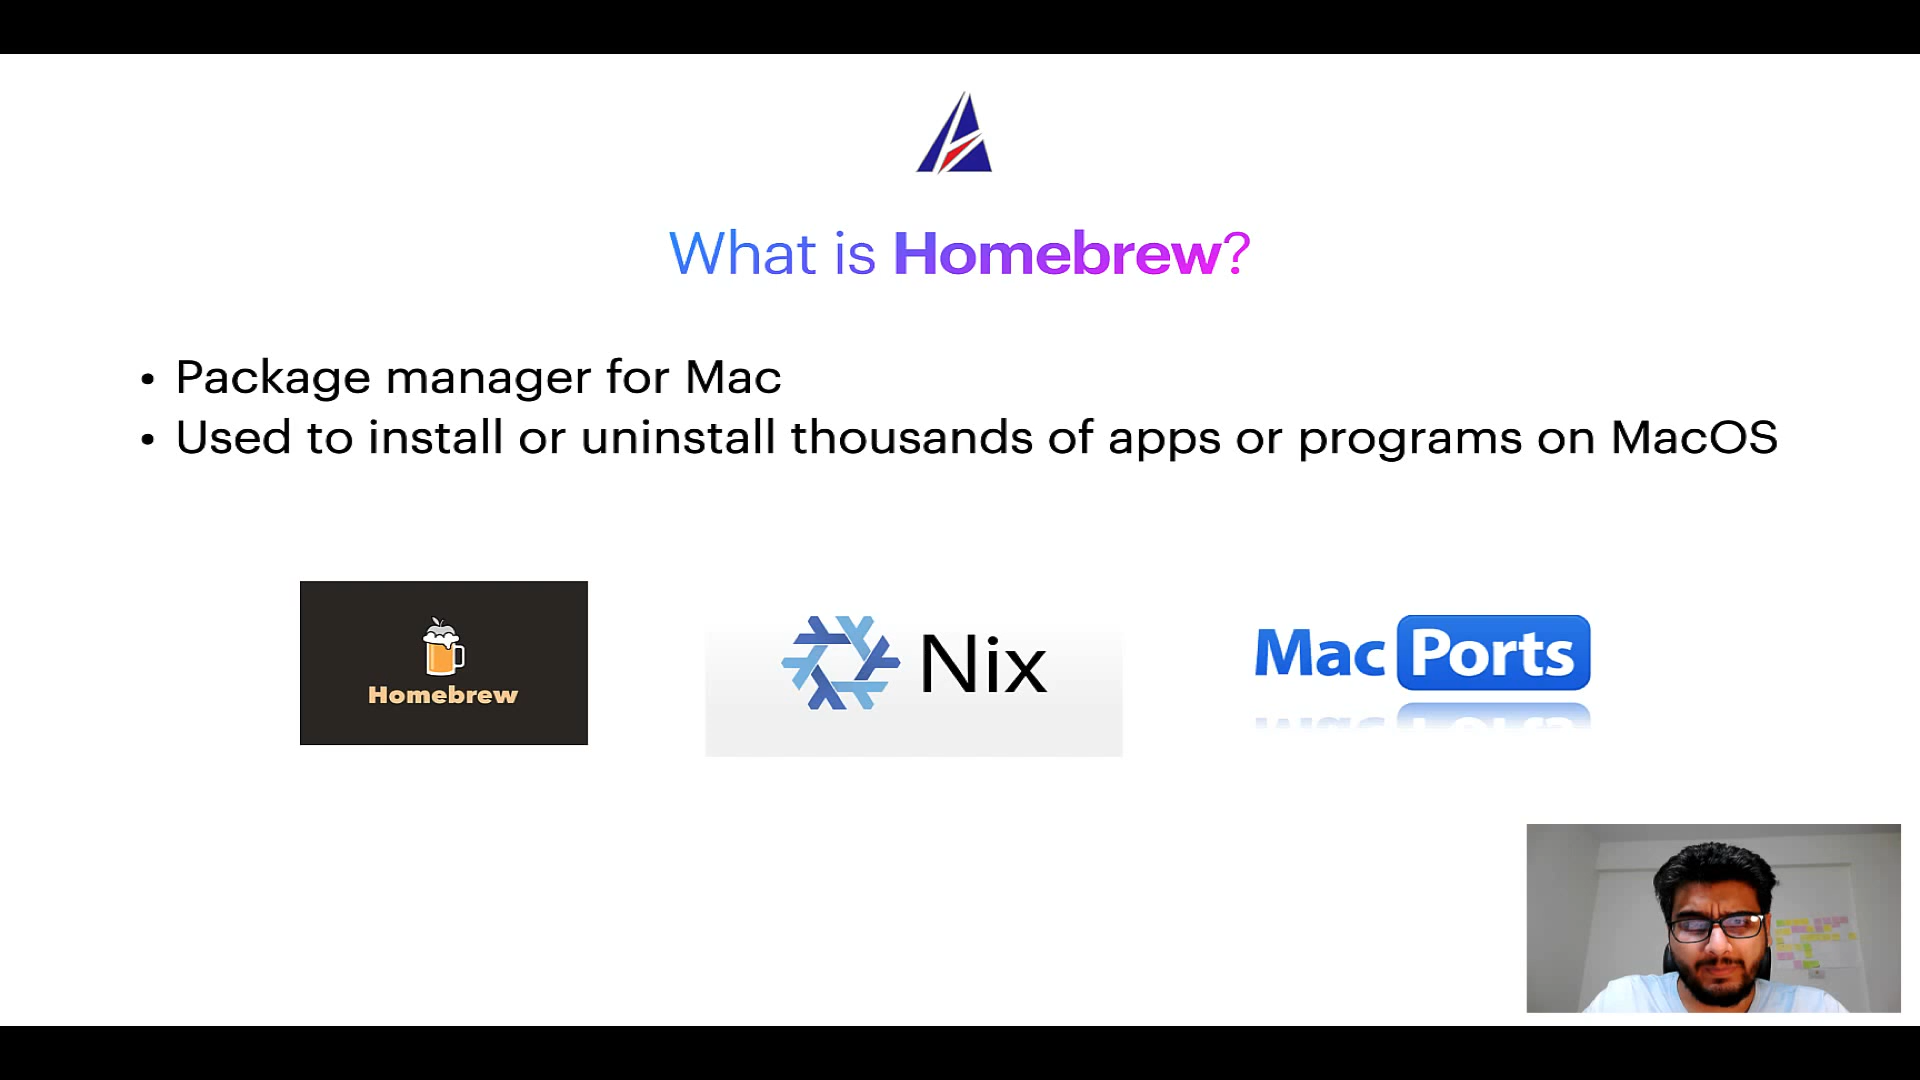 What is Homebrew?
• Package manager for Mac
• Used to install or uninstall thousands of apps or programs on MacOS
Homebrew
Nix
Mac Ports